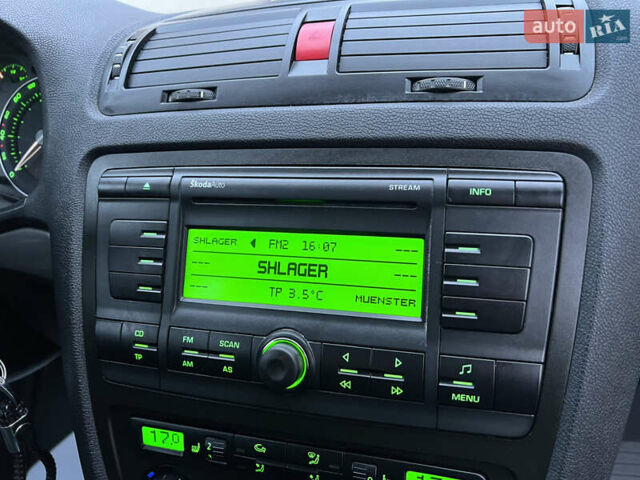 auto RIA
ŠkodaAuto STREAM
INFO
SHLAGER FM2 16:07 ---
--- SHLAGER ---
--- TP 3.5°C MUENSTER
CD
TP
FM
AM
SCAN
AS
MENU
17.0